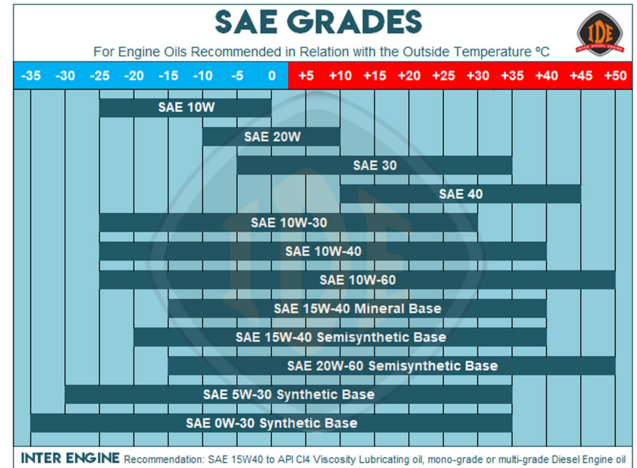 SAE GRADES
IDE
For Engine Oils Recommended in Relation with the Outside Temperature ºC
-35 -30 -25 -20 -15 -10 -5 0 +5 +10 +15 +20 +25 +30 +35 +40 +45 +50
SAE 10W
SAE 20W
SAE 30
SAE 40
SAE 10W-30
SAE 10W-40
SAE 10W-60
SAE 15W-40 Mineral Base
SAE 15W-40 Semisynthetic Base
SAE 20W-60 Semisynthetic Base
SAE 5W-30 Synthetic Base
SAE 0W-30 Synthetic Base
IDE
INTER ENGINE Recommendation: SAE 15W40 to API CI4 Viscosity Lubricating oil, mono-grade or multi-grade Diesel Engine oil